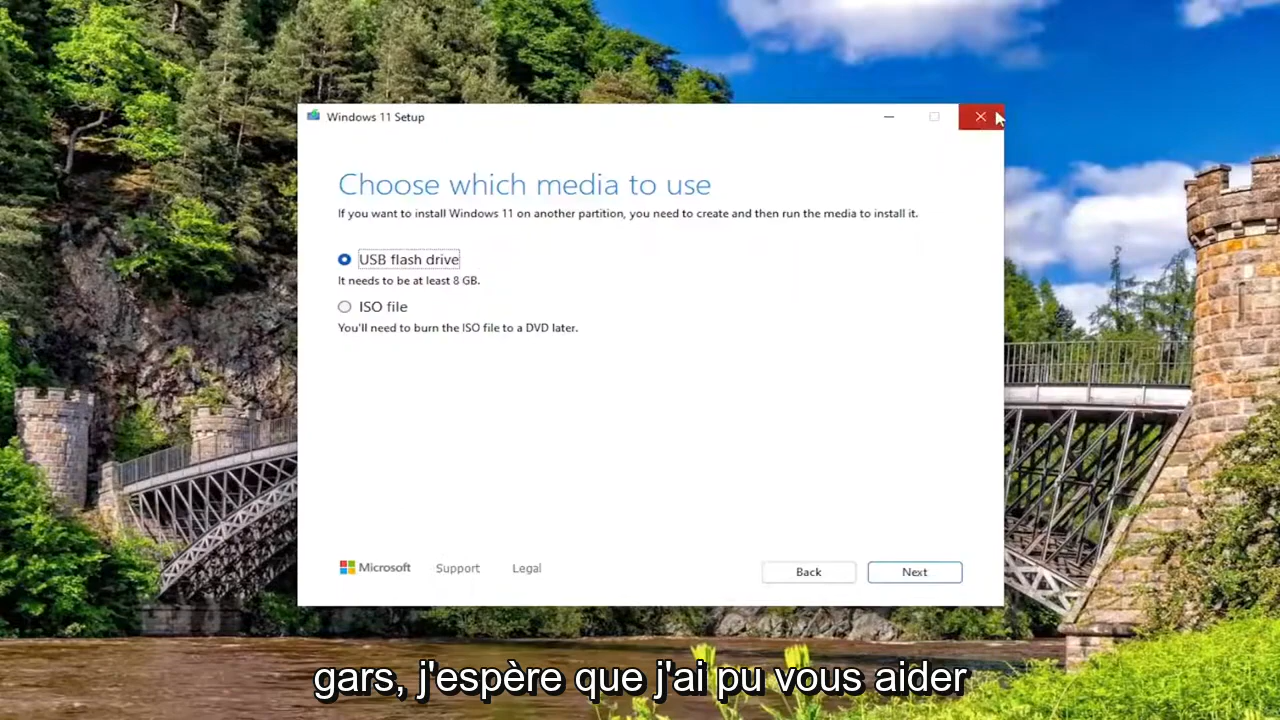 Windows 11 Setup
Choose which media to use
If you want to install Windows 11 on another partition, you need to create and then run the media to install it.
USB flash drive
It needs to be at least 8 GB.
ISO file
You'll need to burn the ISO file to a DVD later.
Microsoft Support Legal Back Next
gars, j'espère que j'ai pu vous aider